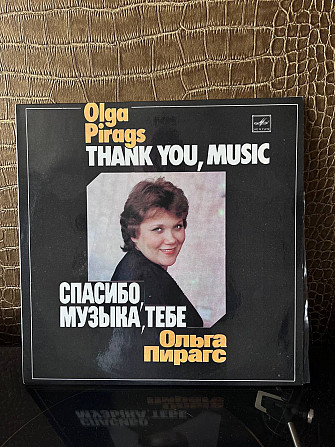 Olga
Pirags
THANK YOU, MUSIC
СПАСИБО,
МУЗЫКА, ТЕБЕ
Ольга
Пирагс